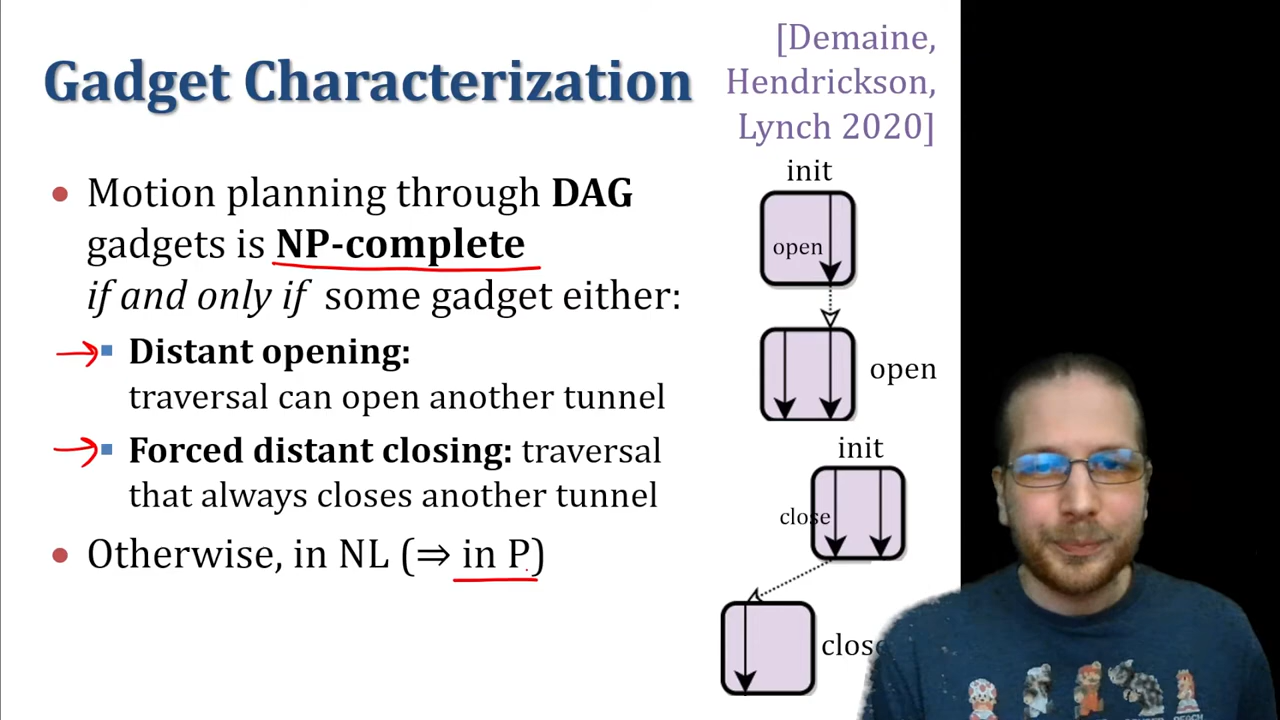 Gadget Characterization
[Demaine,
Hendrickson,
Lynch 2020]
• Motion planning through DAG
gadgets is NP-complete
if and only if some gadget either:
▪ Distant opening:
traversal can open another tunnel
▪ Forced distant closing: traversal
that always closes another tunnel
• Otherwise, in NL (⇒ in P)
init
open
open
init
close